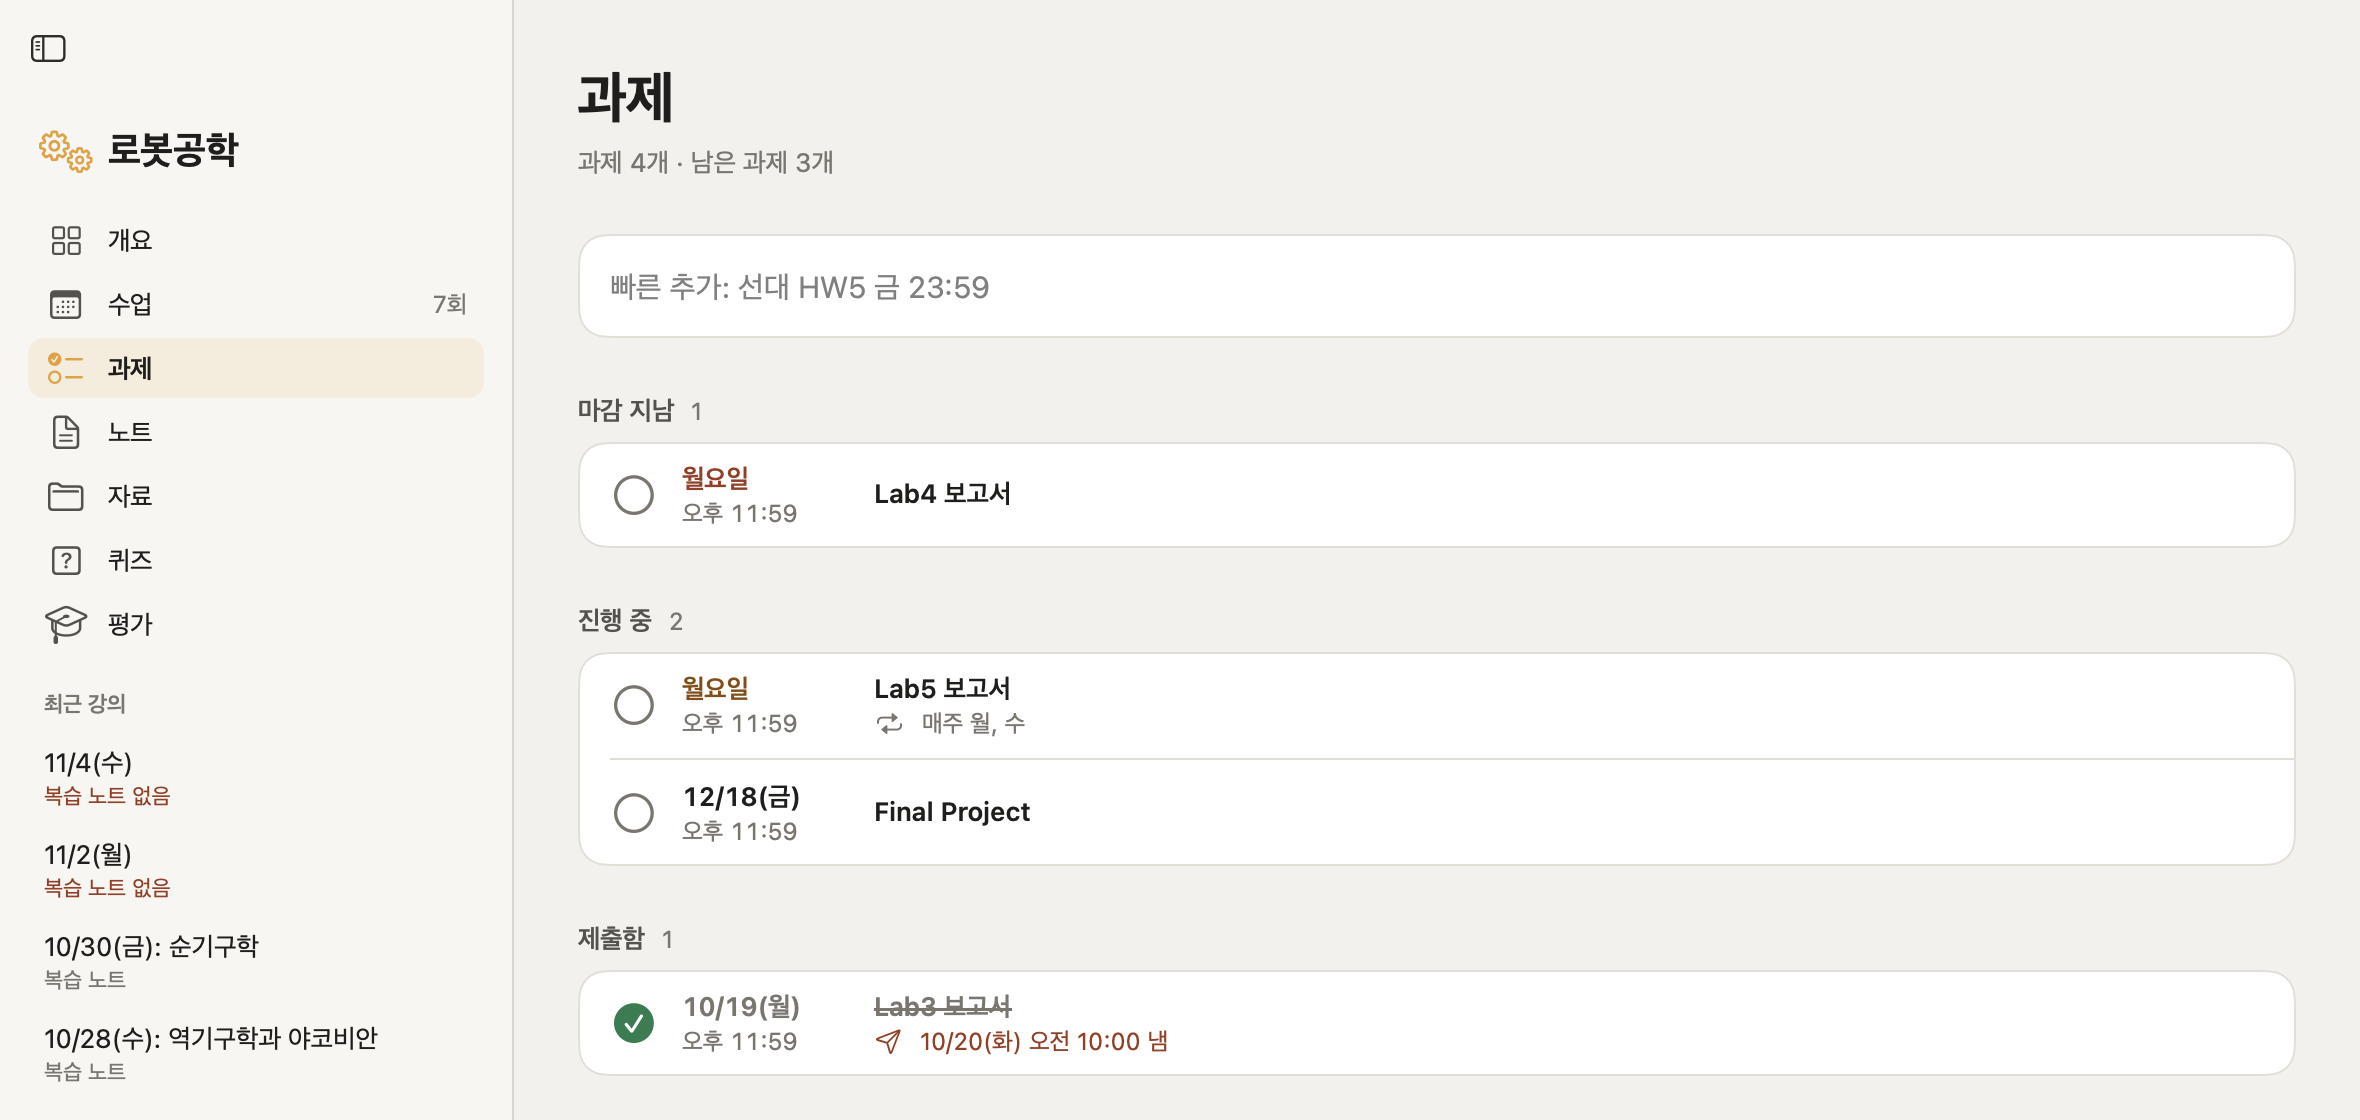 로봇공학
개요
수업 7회
과제
노트
자료
퀴즈
평가
최근 강의
11/4(수)
복습 노트 없음
11/2(월)
복습 노트 없음
10/30(금): 순기구학
복습 노트
10/28(수): 역기구학과 야코비안
복습 노트
과제
과제 4개 · 남은 과제 3개
빠른 추가: 선대 HW5 금 23:59
마감 지남 1
월요일
오후 11:59
Lab4 보고서
진행 중 2
월요일
오후 11:59
Lab5 보고서
매주 월, 수
12/18(금)
오후 11:59
Final Project
제출함 1
10/19(월)
오후 11:59
Lab3 보고서
10/20(화) 오전 10:00 냄